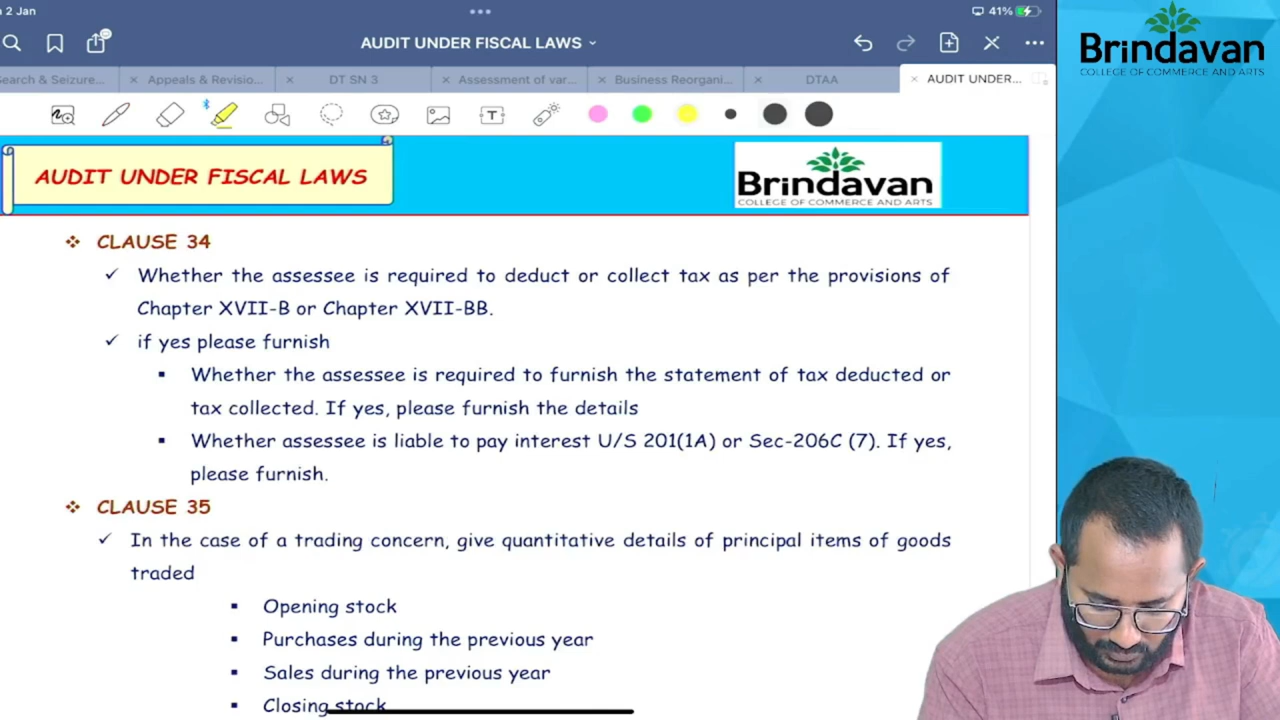 2 Jan
41%
AUDIT UNDER FISCAL LAWS
earch & Seizure...
Appeals & Revisio...
DT SN 3
Assessment of var...
Business Reorgani...
DTAA
AUDIT UNDER...
Brindavan
COLLEGE OF COMMERCE AND ARTS
AUDIT UNDER FISCAL LAWS
Brindavan
COLLEGE OF COMMERCE AND ARTS
CLAUSE 34
Whether the assessee is required to deduct or collect tax as per the provisions of
Chapter XVII-B or Chapter XVII-BB.
if yes please furnish
Whether the assessee is required to furnish the statement of tax deducted or
tax collected. If yes, please furnish the details
Whether assessee is liable to pay interest U/S 201(1A) or Sec-206C (7). If yes,
please furnish.
CLAUSE 35
In the case of a trading concern, give quantitative details of principal items of goods
traded
Opening stock
Purchases during the previous year
Sales during the previous year
Closing stock